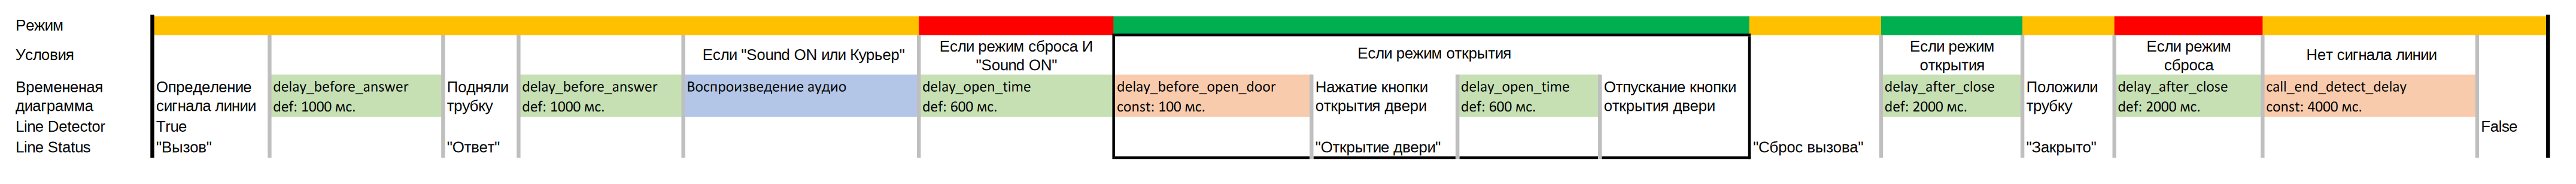 Режим
Условия
Если "Sound ON или Курьер"
Если режим сброса И
"Sound ON"
Если режим открытия
Если режим
открытия
Если режим
сброса
Нет сигнала линии
Времененая
диаграмма
Определение
сигнала линии
delay_before_answer
def: 1000 мс.
Подняли
трубку
delay_before_answer
def: 1000 мс.
Воспроизведение аудио
delay_open_time
def: 600 мс.
delay_before_open_door
const: 100 мс.
Нажатие кнопки
открытия двери
delay_open_time
def: 600 мс.
Отпускание кнопки
открытия двери
delay_after_close
def: 2000 мс.
Положили
трубку
delay_after_close
def: 2000 мс.
call_end_detect_delay
const: 4000 мс.
Line Detector
True
False
Line Status
"Вызов"
"Ответ"
"Открытие двери"
"Сброс вызова"
"Закрыто"